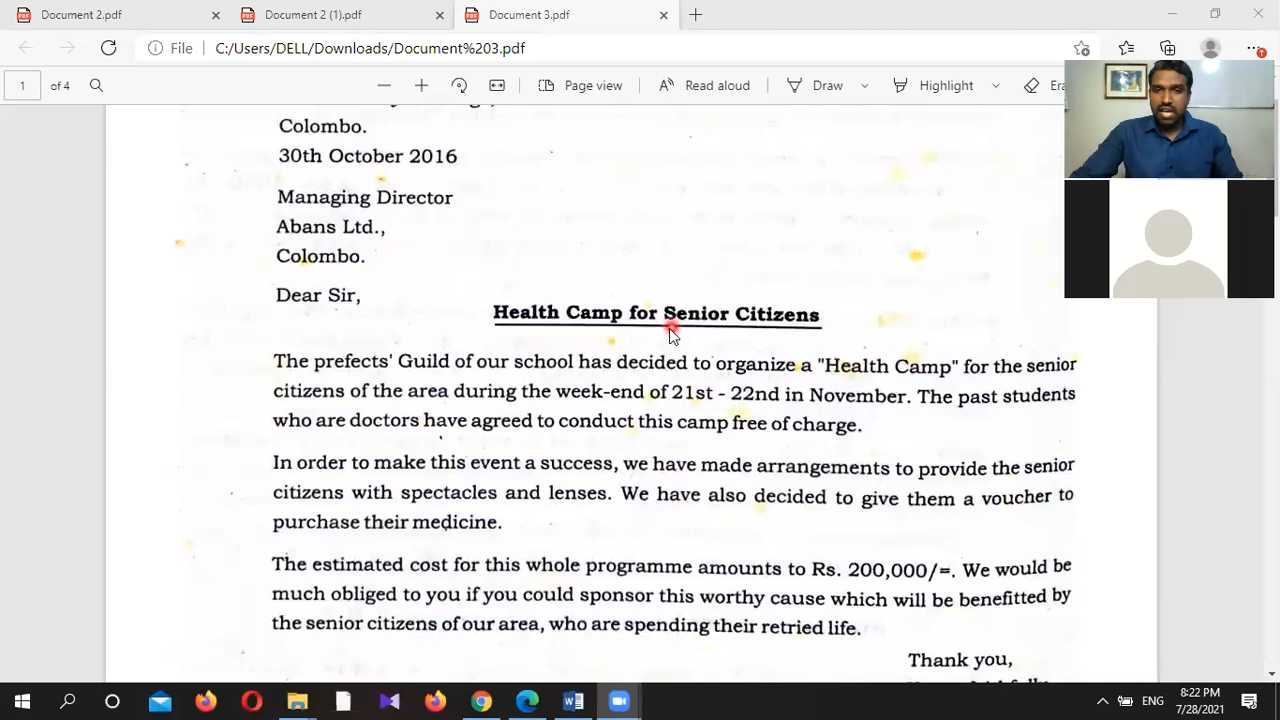 Document 2.pdf
Document 2 (1).pdf
Document 3.pdf
File
C:/Users/DELL/Downloads/Document%203.pdf
1 of 4
Page view
Read aloud
Draw
Highlight
Colombo.
30th October 2016
Managing Director
Abans Ltd.,
Colombo.
Dear Sir,
Health Camp for Senior Citizens
The prefects' Guild of our school has decided to organize a "Health Camp" for the senior
citizens of the area during the week-end of 21st - 22nd in November. The past students
who are doctors have agreed to conduct this camp free of charge.
In order to make this event a success, we have made arrangements to provide the senior
citizens with spectacles and lenses. We have also decided to give them a voucher to
purchase their medicine.
The estimated cost for this whole programme amounts to Rs. 200,000/=. We would be
much obliged to you if you could sponsor this worthy cause which will be benefitted by
the senior citizens of our area, who are spending their retried life.
Thank you,
ENG
8:22 PM
7/28/2021